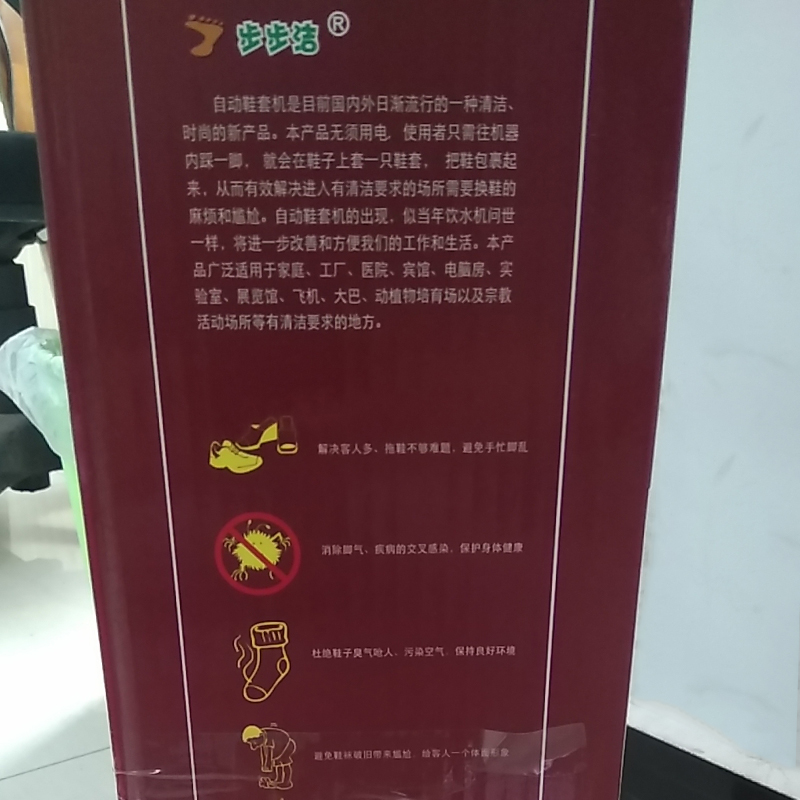 步步洁®
自动鞋套机是目前国内外日渐流行的一种清洁、
时尚的新产品。本产品无须用电，使用者只需往机器
内踩一脚，就会在鞋子上套一只鞋套，把鞋包裹起
来，从而有效解决进入有清洁要求的场所需要换鞋的
麻烦和尴尬。自动鞋套机的出现，似当年饮水机问世
一样，将进一步改善和方便我们的工作和生活。本产
品广泛适用于家庭、工厂、医院、宾馆、电脑房、实
验室、展览馆、飞机、大巴、动植物培育场以及宗教
活动场所等有清洁要求的地方。
解决客人多、拖鞋不够难题，避免手忙脚乱
消除脚气、疾病的交叉感染，保护身体健康
杜绝鞋子臭气呛人、污染空气，保持良好环境
避免鞋袜破旧带来尴尬，给客人一个体面形象